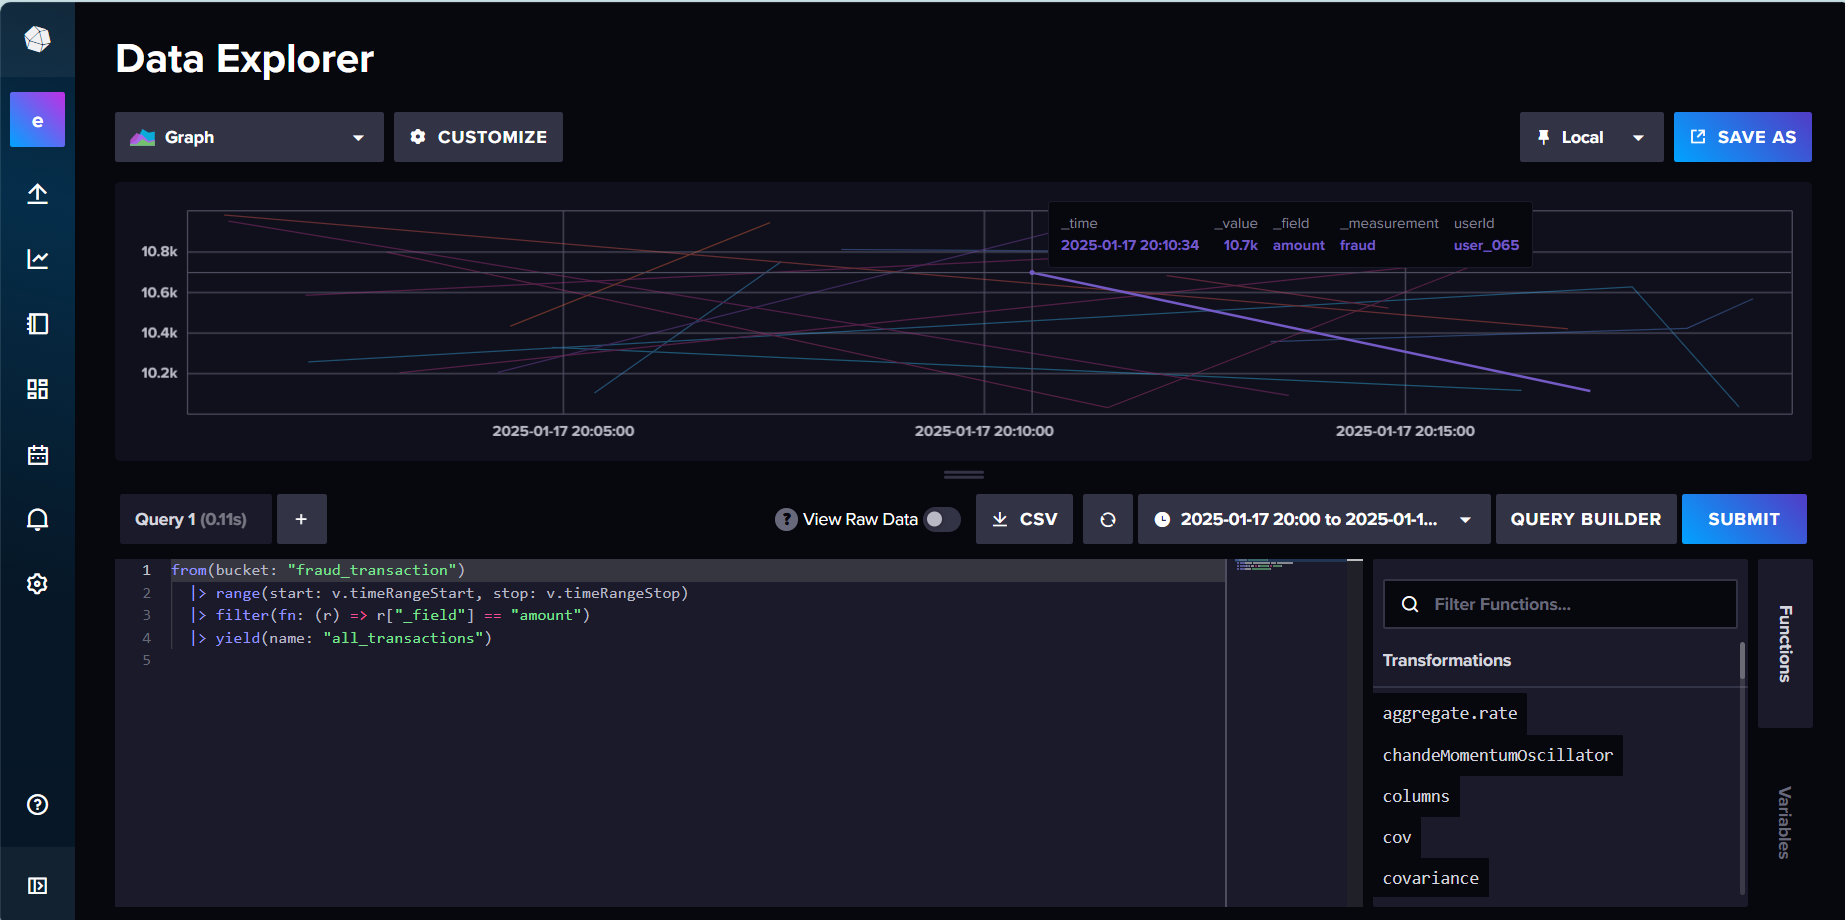 Data Explorer
e
Graph
CUSTOMIZE
Local
SAVE AS
_time _value _field _measurement userId
2025-01-17 20:10:34 10.7k amount fraud user_065
10.8k
10.6k
10.4k
10.2k
2025-01-17 20:05:00 2025-01-17 20:10:00 2025-01-17 20:15:00
Query 1 (0.11s)
+
? View Raw Data
CSV
2025-01-17 20:00 to 2025-01-1...
QUERY BUILDER
SUBMIT
1 from(bucket: "fraud_transaction")
2 |> range(start: v.timeRangeStart, stop: v.timeRangeStop)
3 |> filter(fn: (r) => r["_field"] == "amount")
4 |> yield(name: "all_transactions")
5
Filter Functions...
Transformations
aggregate.rate
chandeMomentumOscillator
columns
cov
covariance
Functions
Variables